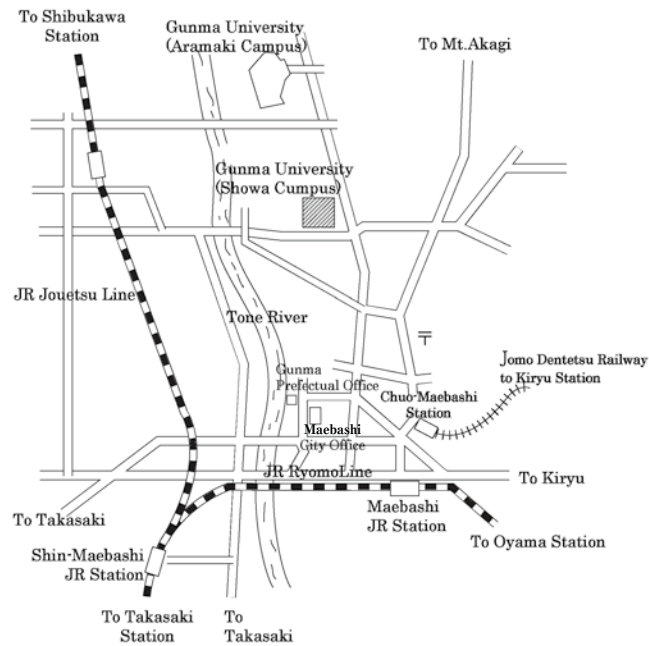 To Shibukawa
Station
Gunma University
(Aramaki Campus)
To Mt.Akagi
Gunma University
(Showa Cumpus)
JR Jouetsu Line
Tone River
〒
Gunma
Prefectual Office
Jomo Dentetsu Railway
to Kiryu Station
Chuo-Maebashi
Station
Maebashi
City Office
JR RyomoLine
To Kiryu
Maebashi
JR Station
To Takasaki
To Oyama Station
Shin-Maebashi
JR Station
To Takasaki
Station
To
Takasaki